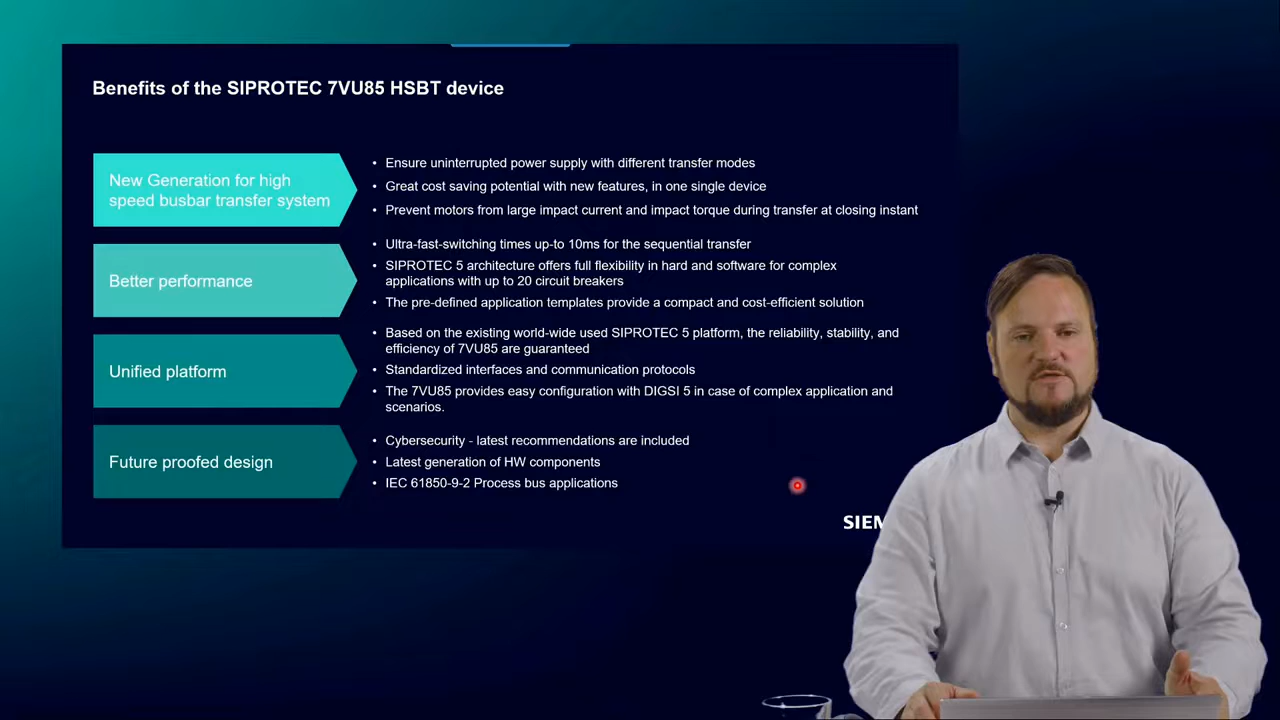 Benefits of the SIPROTEC 7VU85 HSBT device
New Generation for high
speed busbar transfer system
• Ensure uninterrupted power supply with different transfer modes
• Great cost saving potential with new features, in one single device
• Prevent motors from large impact current and impact torque during transfer at closing instant
Better performance
• Ultra-fast-switching times up-to 10ms for the sequential transfer
• SIPROTEC 5 architecture offers full flexibility in hard and software for complex
applications with up to 20 circuit breakers
• The pre-defined application templates provide a compact and cost-efficient solution
Unified platform
• Based on the existing world-wide used SIPROTEC 5 platform, the reliability, stability, and
efficiency of 7VU85 are guaranteed
• Standardized interfaces and communication protocols
• The 7VU85 provides easy configuration with DIGSI 5 in case of complex application and
scenarios.
Future proofed design
• Cybersecurity - latest recommendations are included
• Latest generation of HW components
• IEC 61850-9-2 Process bus applications